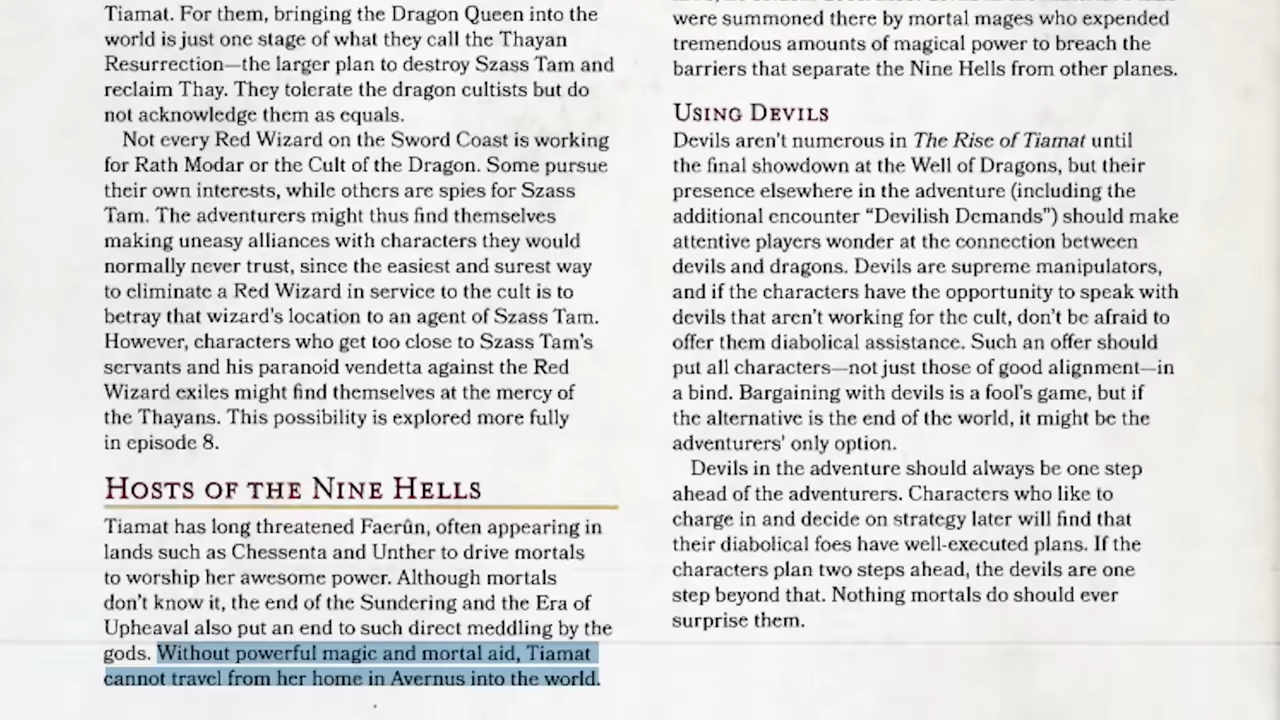 Tiamat. For them, bringing the Dragon Queen into the
world is just one stage of what they call the Thayan
Resurrection—the larger plan to destroy Szass Tam and
reclaim Thay. They tolerate the dragon cultists but do
not acknowledge them as equals.
Not every Red Wizard on the Sword Coast is working
for Rath Modar or the Cult of the Dragon. Some pursue
their own interests, while others are spies for Szass
Tam. The adventurers might thus find themselves
making uneasy alliances with characters they would
normally never trust, since the easiest and surest way
to eliminate a Red Wizard in service to the cult is to
betray that wizard's location to an agent of Szass Tam.
However, characters who get too close to Szass Tam's
servants and his paranoid vendetta against the Red
Wizard exiles might find themselves at the mercy of
the Thayans. This possibility is explored more fully
in episode 8.
Hosts of the Nine Hells
Tiamat has long threatened Faerûn, often appearing in
lands such as Chessenta and Unther to drive mortals
to worship her awesome power. Although mortals
don't know it, the end of the Sundering and the Era of
Upheaval also put an end to such direct meddling by the
gods. Without powerful magic and mortal aid, Tiamat
cannot travel from her home in Avernus into the world.
were summoned there by mortal mages who expended
tremendous amounts of magical power to breach the
barriers that separate the Nine Hells from other planes.
Using Devils
Devils aren't numerous in The Rise of Tiamat until
the final showdown at the Well of Dragons, but their
presence elsewhere in the adventure (including the
additional encounter “Devilish Demands”) should make
attentive players wonder at the connection between
devils and dragons. Devils are supreme manipulators,
and if the characters have the opportunity to speak with
devils that aren't working for the cult, don't be afraid to
offer them diabolical assistance. Such an offer should
put all characters—not just those of good alignment—in
a bind. Bargaining with devils is a fool's game, but if
the alternative is the end of the world, it might be the
adventurers' only option.
Devils in the adventure should always be one step
ahead of the adventurers. Characters who like to
charge in and decide on strategy later will find that
their diabolical foes have well-executed plans. If the
characters plan two steps ahead, the devils are one
step beyond that. Nothing mortals do should ever
surprise them.